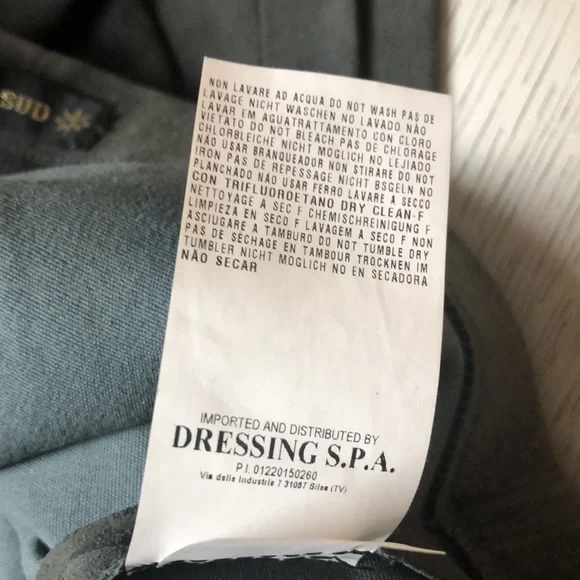 SUD
NON LAVARE AD ACQUA DO NOT WASH PAS DE
LAVAGE NICHT WASCHEN NO LAVADO NÃO
LAVAR EM AGUATRATTAMENTO CON CLORO
VIETATO DO NOT BLEACH PAS DE CHLORAGE
CHLORBLEICHE NICHT MOGLICH NO LEJIADO
NÃO USAR BRANQUEADOR NON STIRARE DO NOT
IRON PAS DE REPESSAGE NICHT BSGELN NO
PLANCHADO NÃO USAR FERRO LAVARE A SECCO
CON TRIFLUOROETANO DRY CLEAN-F
NETTOYAGE A SEC F CHEMISCHREINIGUNG F
LIMPIEZA EN SECO F LAVAGEM A SECO F NON
ASCIUGARE A TAMBURO DO NOT TUMBLE DRY
PAS DE SÉCHAGE EN TAMBOUR TROCKNEN IM
TUMBLER NICHT MOGLICH NO EN SECADORA
NÃO SECAR
IMPORTED AND DISTRIBUTED BY
DRESSING S.P.A.
P.I. 01220150260
Via delle Industrie 7 31057 Silea (TV)